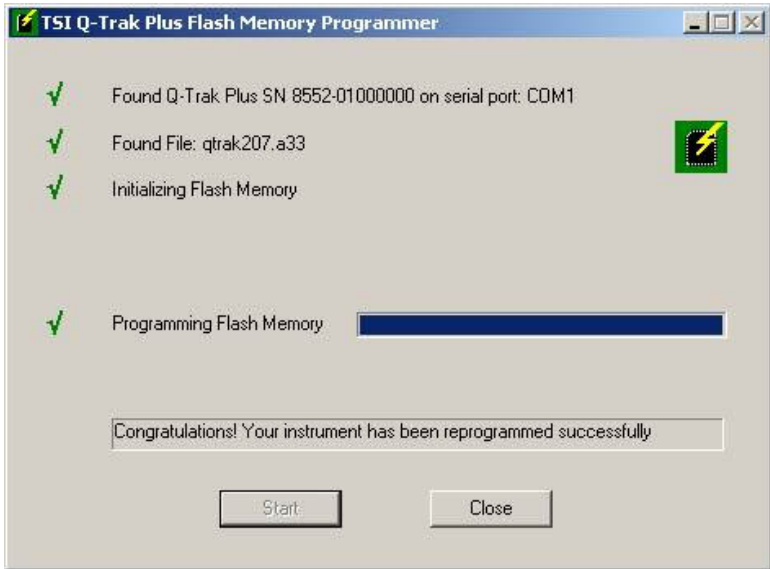 TSI Q-Trak Plus Flash Memory Programmer
Found Q-Trak Plus SN 8552-01000000 on serial port: COM1
Found File: qtrak207.a33
Initializing Flash Memory
Programming Flash Memory
Congratulations! Your instrument has been reprogrammed successfully
Start Close